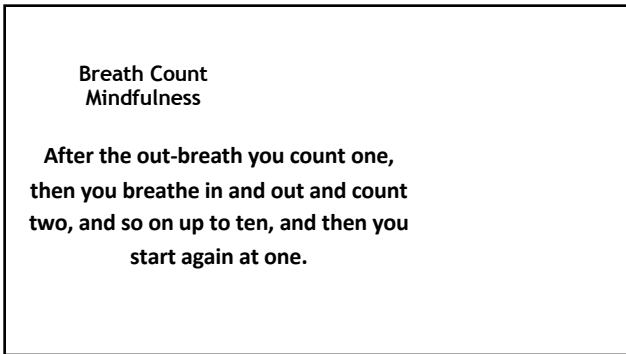 Breath Count
Mindfulness
After the out-breath you count one,
then you breathe in and out and count
two, and so on up to ten, and then you
start again at one.